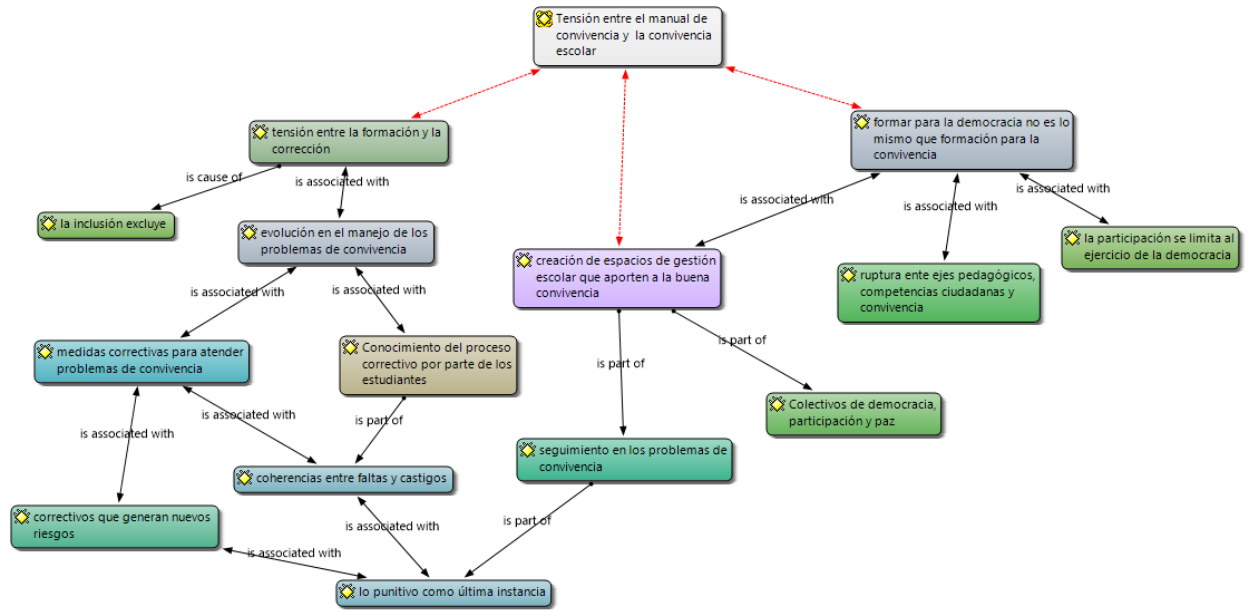 Tensión entre el manual de
convivencia y la convivencia
escolar
tensión entre la formación y la
corrección
formar para la democracia no es lo
mismo que formación para la
convivencia
is cause of
is associated with
is associated with
is associated with
is associated with
la inclusión excluye
evolución en el manejo de los
problemas de convivencia
creación de espacios de gestión
escolar que aporten a la buena
convivencia
ruptura ente ejes pedagógicos,
competencias ciudadanas y
convivencia
la participación se limita al
ejercicio de la democracia
is associated with
is associated with
is part of
is part of
medidas correctivas para atender
problemas de convivencia
Conocimiento del proceso
correctivo por parte de los
estudiantes
Colectivos de democracia,
participación y paz
is associated with
is associated with
is part of
seguimiento en los problemas de
convivencia
coherencias entre faltas y castigos
correctivos que generan nuevos
riesgos
is associated with
is associated with
is part of
lo punitivo como última instancia